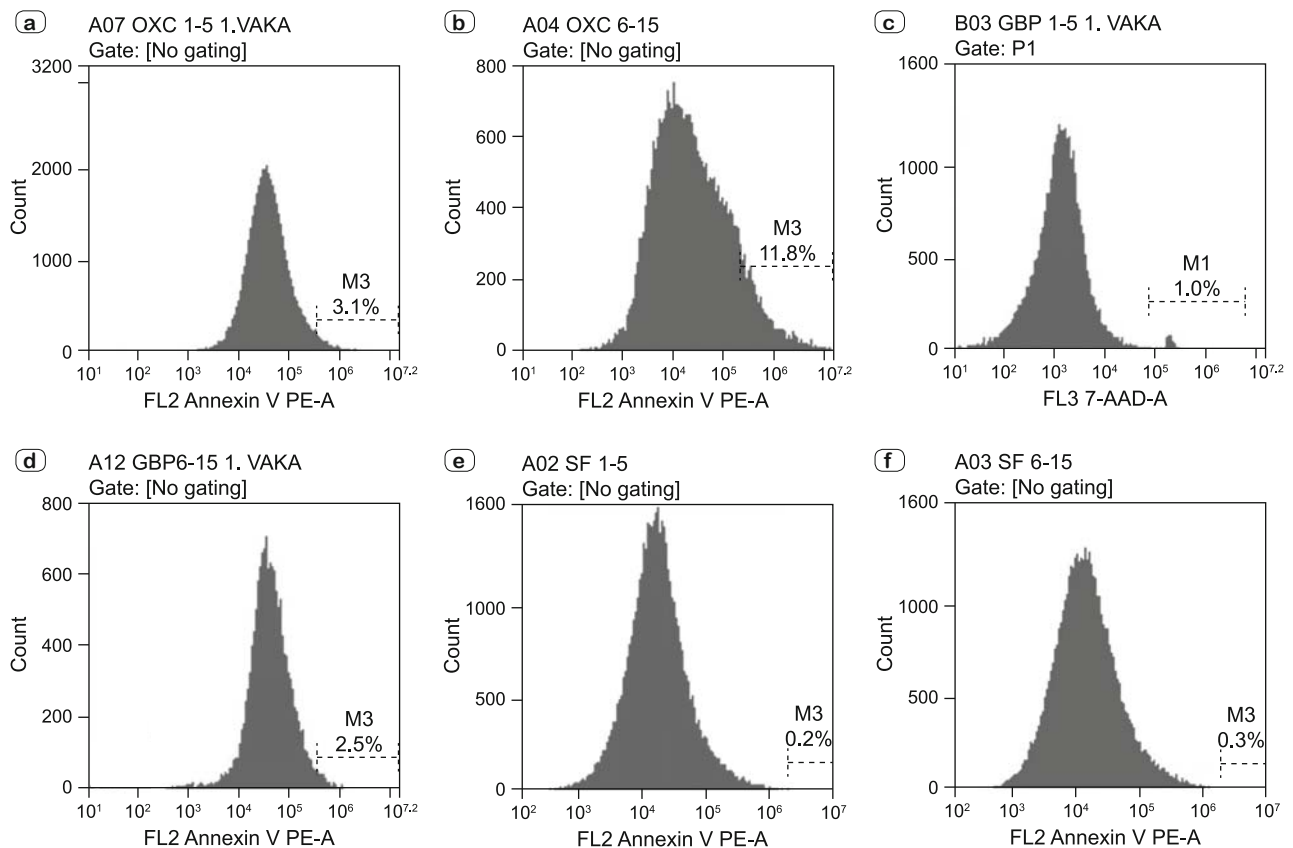 a
A07 OXC 1-5 1.VAKA
Gate: [No gating]
3200
2000
1000
0
Count
M3
3.1%
10¹ 10² 10³ 10⁴ 10⁵ 10⁶ 10⁷·²
FL2 Annexin V PE-A
b
A04 OXC 6-15
Gate: [No gating]
800
600
400
200
0
Count
M3
11.8%
10¹ 10² 10³ 10⁴ 10⁵ 10⁶ 10⁷·²
FL2 Annexin V PE-A
c
B03 GBP 1-5 1. VAKA
Gate: P1
1600
1000
500
0
Count
M1
1.0%
10¹ 10² 10³ 10⁴ 10⁵ 10⁶ 10⁷·²
FL3 7-AAD-A
d
A12 GBP6-15 1. VAKA
Gate: [No gating]
800
600
400
200
0
Count
M3
2.5%
10¹ 10² 10³ 10⁴ 10⁵ 10⁶ 10⁷·²
FL2 Annexin V PE-A
e
A02 SF 1-5
Gate: [No gating]
1600
1000
500
0
Count
M3
0.2%
10² 10³ 10⁴ 10⁵ 10⁶ 10⁷
FL2 Annexin V PE-A
f
A03 SF 6-15
Gate: [No gating]
1600
1000
500
0
Count
M3
0.3%
10² 10³ 10⁴ 10⁵ 10⁶ 10⁷
FL2 Annexin V PE-A